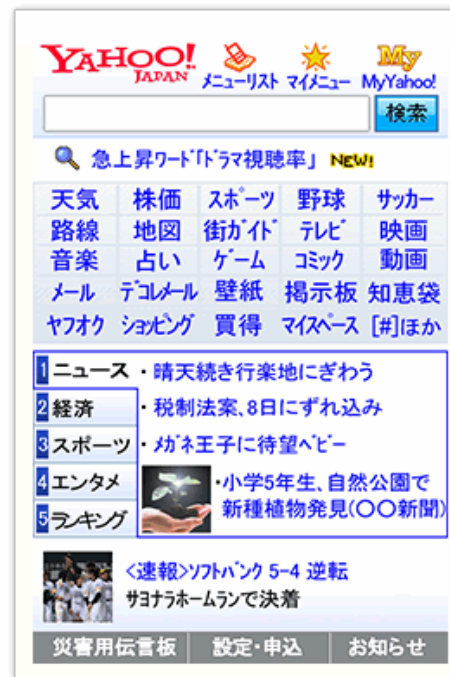 YAHOO!
JAPAN
メニューリスト マイメニュー MyYahoo!
My
検索
急上昇ワード「ドラマ視聴率」 NEW!
天気 株価 スポーツ 野球 サッカー
路線 地図 街ガイド テレビ 映画
音楽 占い ゲーム コミック 動画
メール デコレメール 壁紙 掲示板 知恵袋
ヤフオク ショッピング 買得 マイスペース [#]ほか
1 ニュース ・晴天続き行楽地にぎわう
2 経済 ・税制法案、8日にずれ込み
3 スポーツ ・メガネ王子に待望ベビー
4 エンタメ ・小学5年生、自然公園で
5 ランキング 新種植物発見(〇〇新聞)
<速報>ソフトバンク 5-4 逆転
サヨナラホームランで決着
災害用伝言板 設定・申込 お知らせ